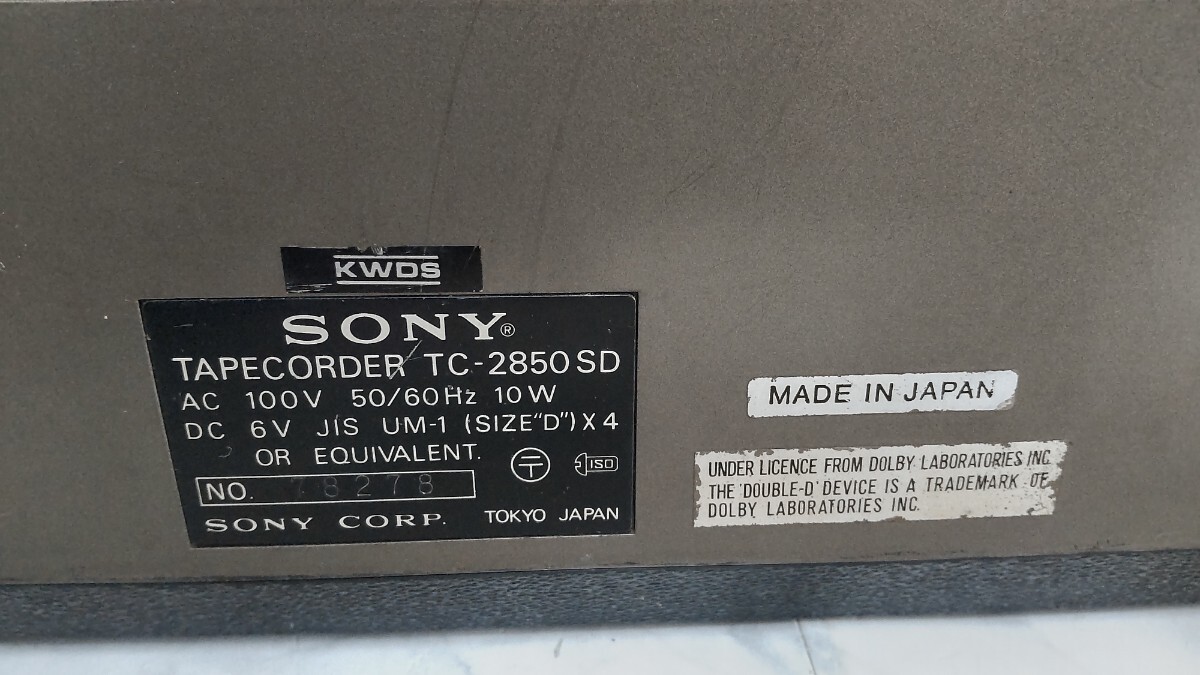 KWDS
SONY®
TAPECORDER TC-2850SD
AC 100V 50/60Hz 10W
DC 6V JIS UM-1 (SIZE"D")X4
OR EQUIVALENT.
ISO
NO. 78278
SONY CORP. TOKYO JAPAN
MADE IN JAPAN
UNDER LICENCE FROM DOLBY LABORATORIES INC.
THE 'DOUBLE-D' DEVICE IS A TRADEMARK OF
DOLBY LABORATORIES INC.